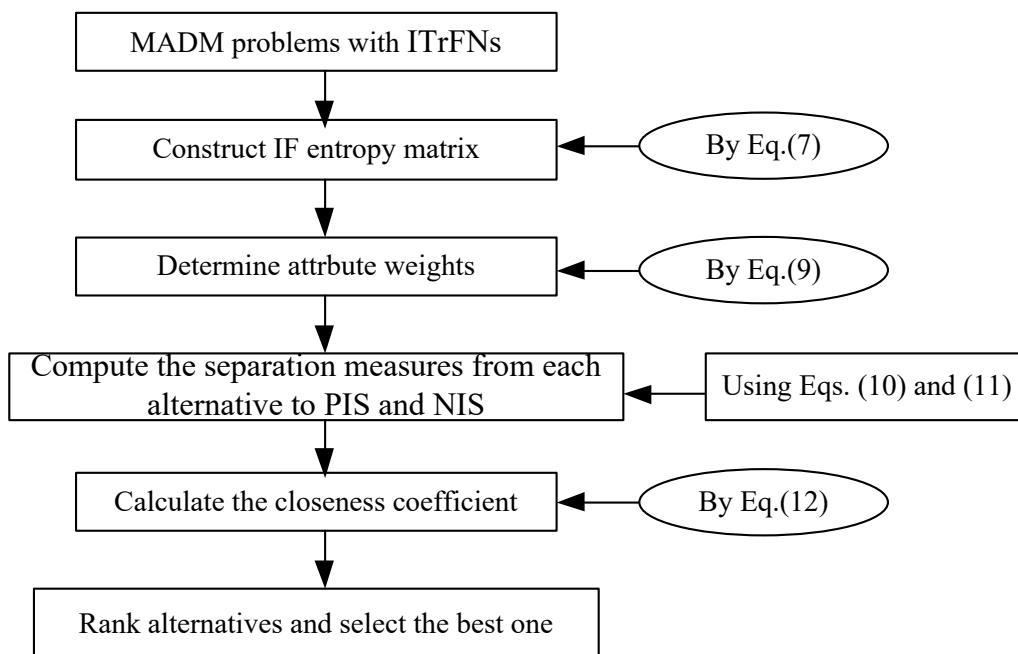 MADM problems with ITrFNs
Construct IF entropy matrix
By Eq.(7)
Determine attrbute weights
By Eq.(9)
Compute the separation measures from each
alternative to PIS and NIS
Using Eqs. (10) and (11)
Calculate the closeness coefficient
By Eq.(12)
Rank alternatives and select the best one